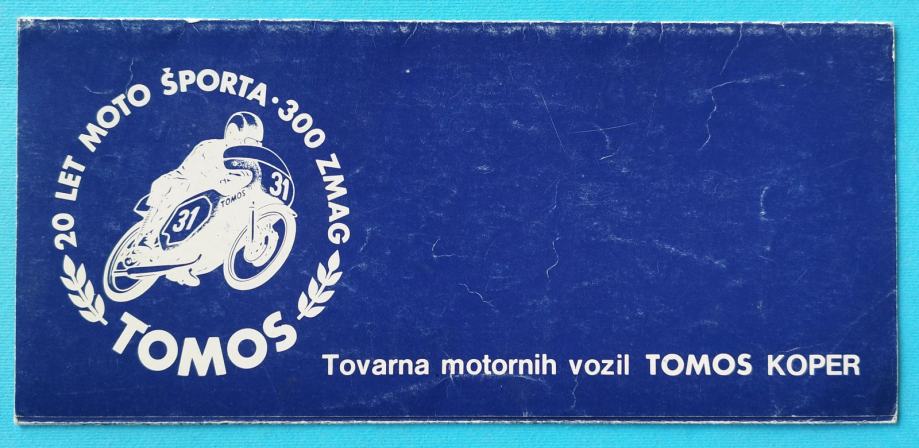 20 LET MOTO ŠPORTA · 300 ZMAG
31
TOMOS
31
TOMOS
Tovarna motornih vozil TOMOS KOPER